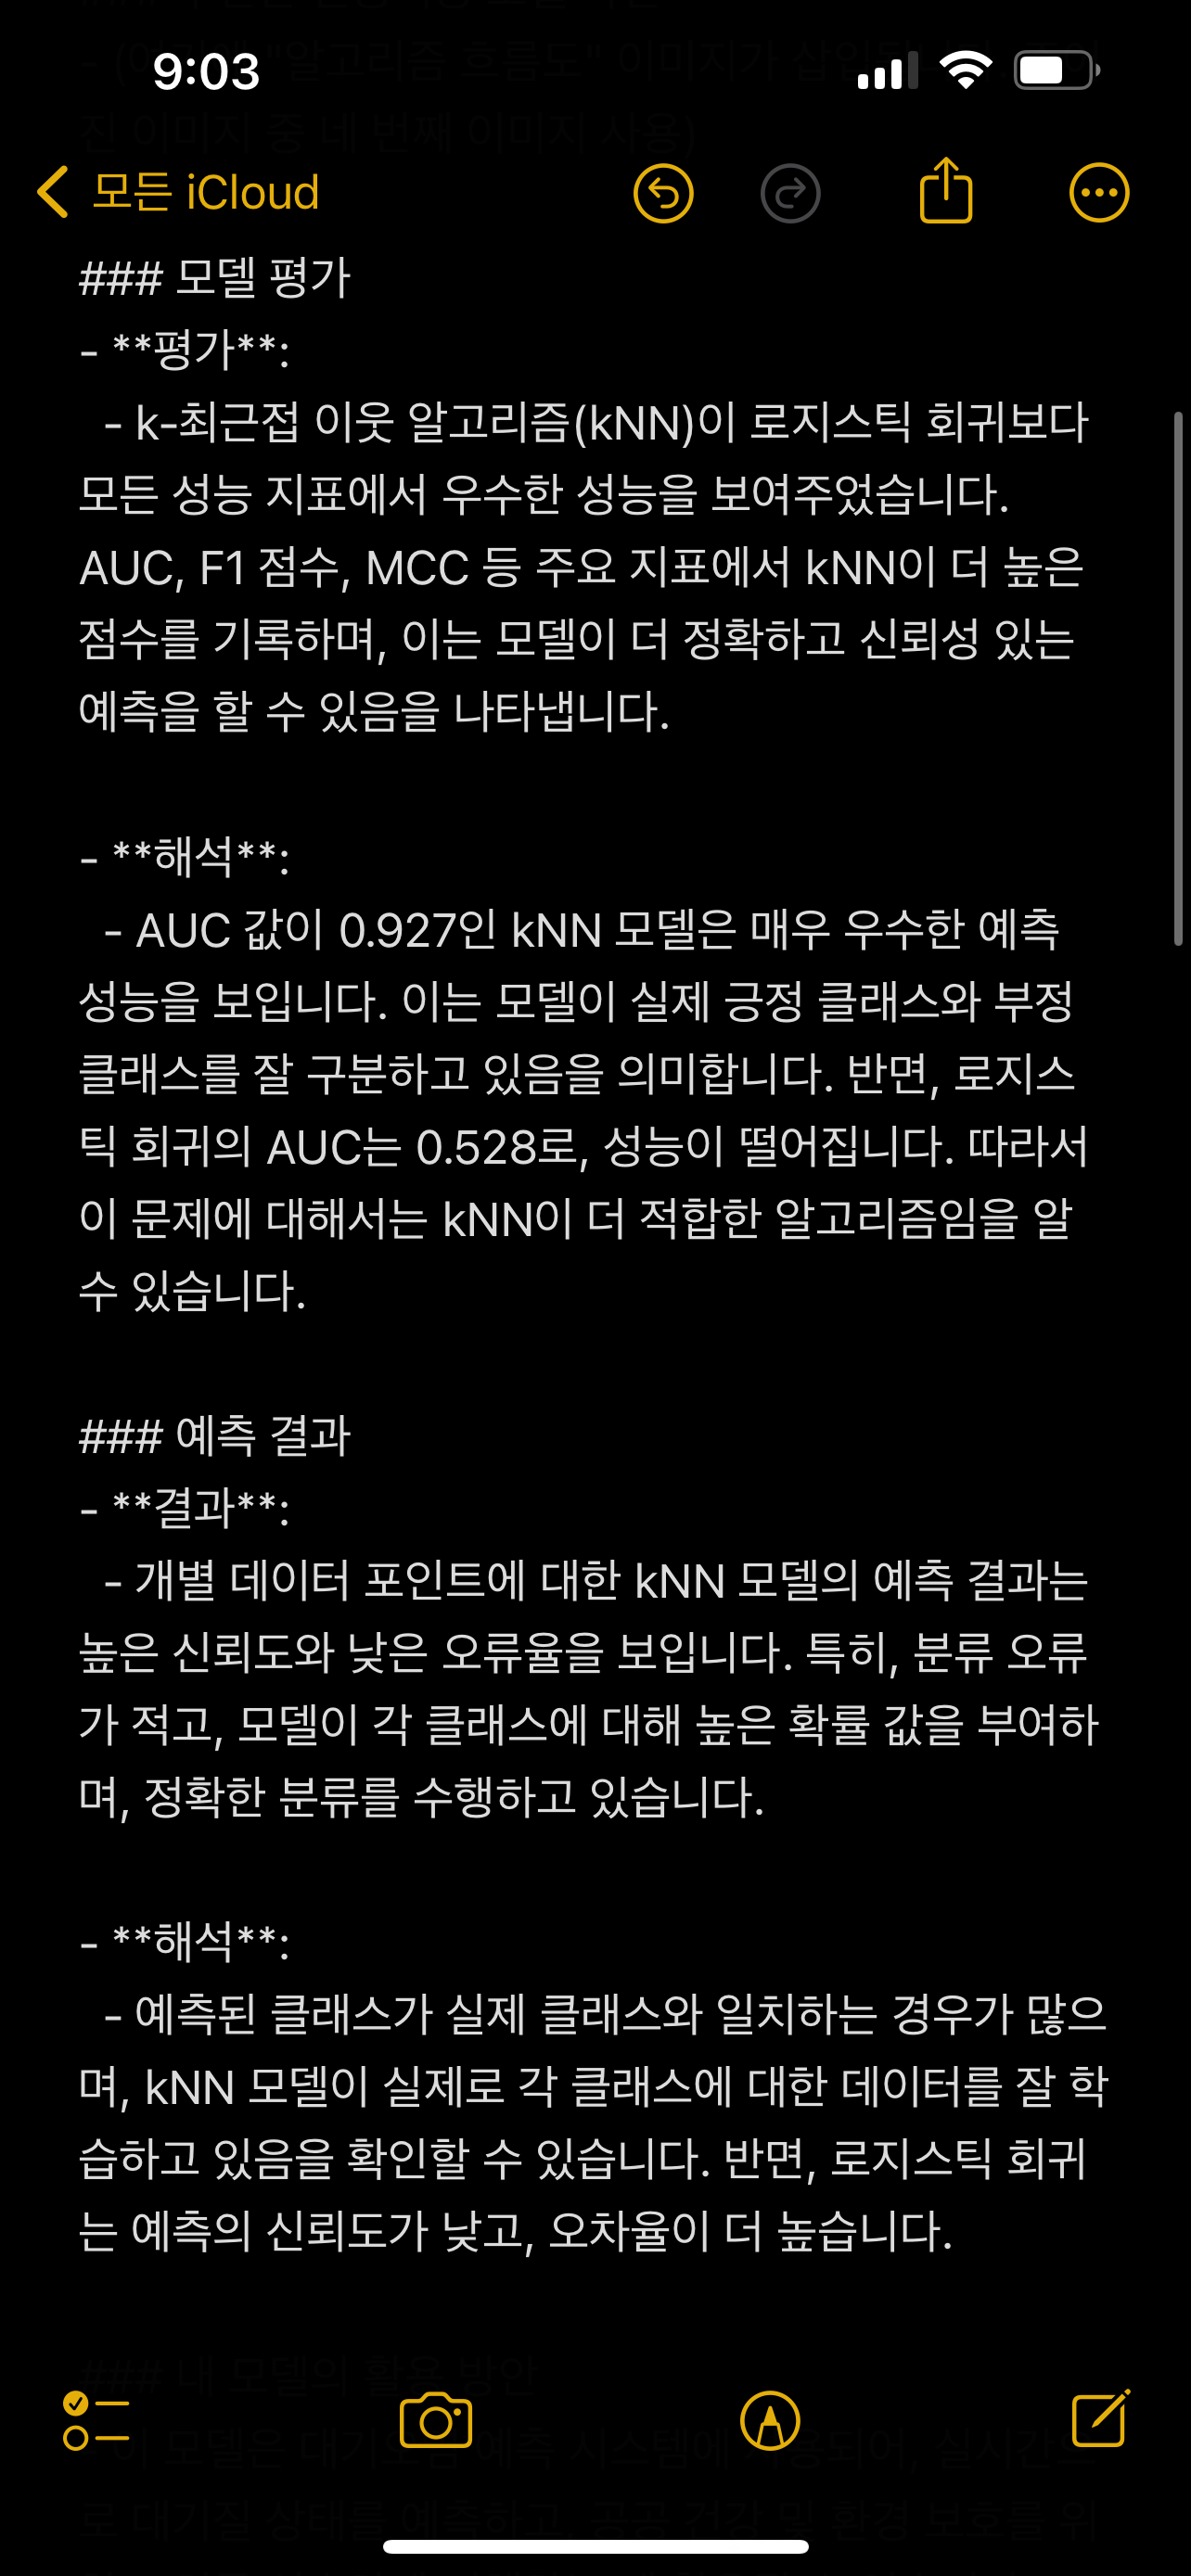 9:03
모든 iCloud
### 모델 평가
- **평가**:
- k-최근접 이웃 알고리즘(kNN)이 로지스틱 회귀보다
모든 성능 지표에서 우수한 성능을 보여주었습니다.
AUC, F1 점수, MCC 등 주요 지표에서 kNN이 더 높은
점수를 기록하며, 이는 모델이 더 정확하고 신뢰성 있는
예측을 할 수 있음을 나타냅니다.
- **해석**:
- AUC 값이 0.927인 kNN 모델은 매우 우수한 예측
성능을 보입니다. 이는 모델이 실제 긍정 클래스와 부정
클래스를 잘 구분하고 있음을 의미합니다. 반면, 로지스
틱 회귀의 AUC는 0.528로, 성능이 떨어집니다. 따라서
이 문제에 대해서는 kNN이 더 적합한 알고리즘임을 알
수 있습니다.
### 예측 결과
- **결과**:
- 개별 데이터 포인트에 대한 kNN 모델의 예측 결과는
높은 신뢰도와 낮은 오류율을 보입니다. 특히, 분류 오류
가 적고, 모델이 각 클래스에 대해 높은 확률 값을 부여하
며, 정확한 분류를 수행하고 있습니다.
- **해석**:
- 예측된 클래스가 실제 클래스와 일치하는 경우가 많으
며, kNN 모델이 실제로 각 클래스에 대한 데이터를 잘 학
습하고 있음을 확인할 수 있습니다. 반면, 로지스틱 회귀
는 예측의 신뢰도가 낮고, 오차율이 더 높습니다.
### 내 모델의 활용 방안